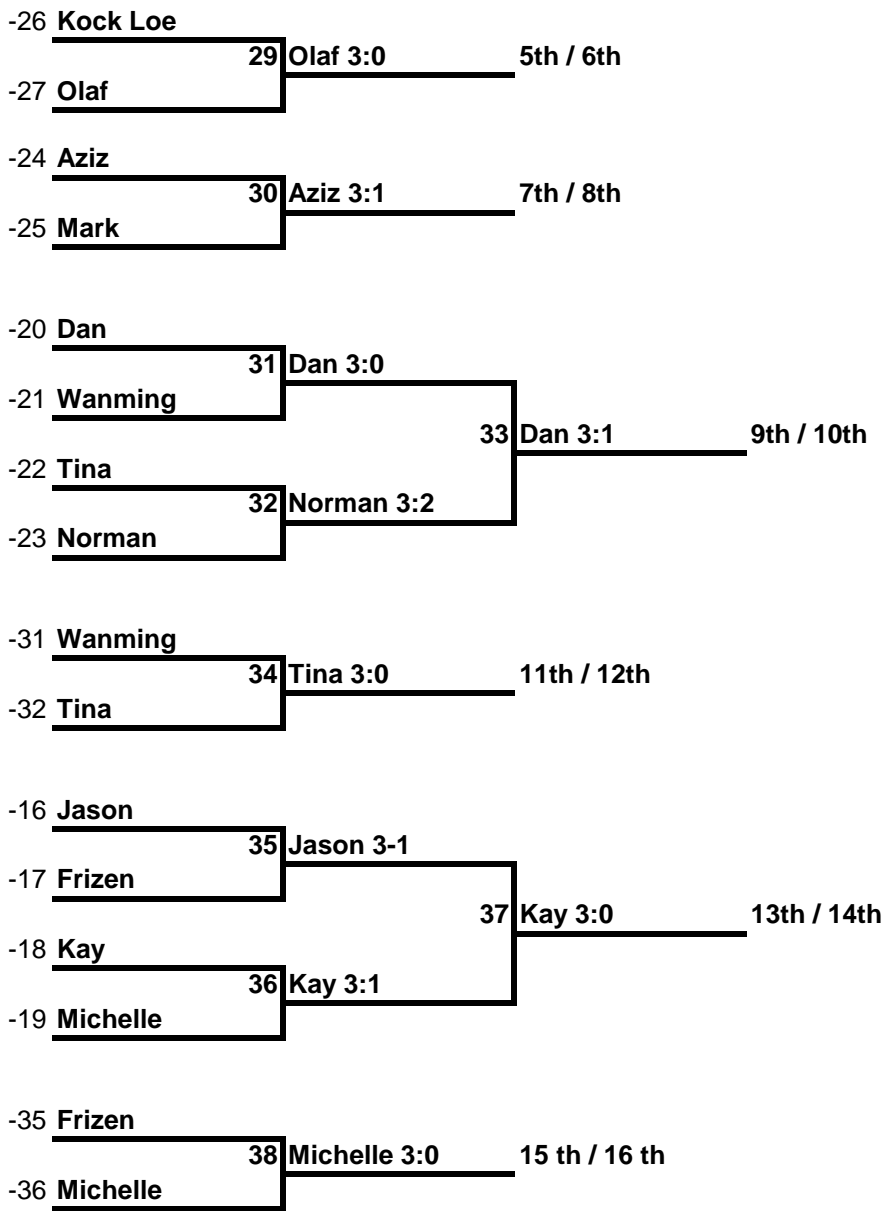 -26 Kock Loe
29 Olaf 3:0 5th / 6th
-27 Olaf
-24 Aziz
30 Aziz 3:1 7th / 8th
-25 Mark
-20 Dan
31 Dan 3:0
-21 Wanming
33 Dan 3:1 9th / 10th
-22 Tina
32 Norman 3:2
-23 Norman
-31 Wanming
34 Tina 3:0 11th / 12th
-32 Tina
-16 Jason
35 Jason 3-1
-17 Frizen
37 Kay 3:0 13th / 14th
-18 Kay
36 Kay 3:1
-19 Michelle
-35 Frizen
38 Michelle 3:0 15 th / 16 th
-36 Michelle